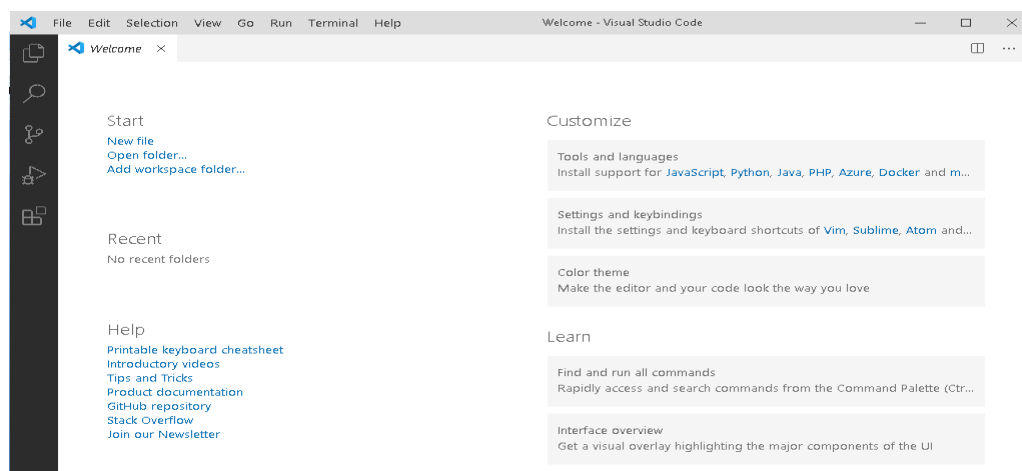 File Edit Selection View Go Run Terminal Help Welcome - Visual Studio Code
Welcome
Start
New file
Open folder...
Add workspace folder...
Recent
No recent folders
Help
Printable keyboard cheatsheet
Introductory videos
Tips and Tricks
Product documentation
GitHub repository
Stack Overflow
Join our Newsletter
Customize
Tools and languages
Install support for JavaScript, Python, Java, PHP, Azure, Docker and m...
Settings and keybindings
Install the settings and keyboard shortcuts of Vim, Sublime, Atom and...
Color theme
Make the editor and your code look the way you love
Learn
Find and run all commands
Rapidly access and search commands from the Command Palette (Ctr...
Interface overview
Get a visual overlay highlighting the major components of the UI